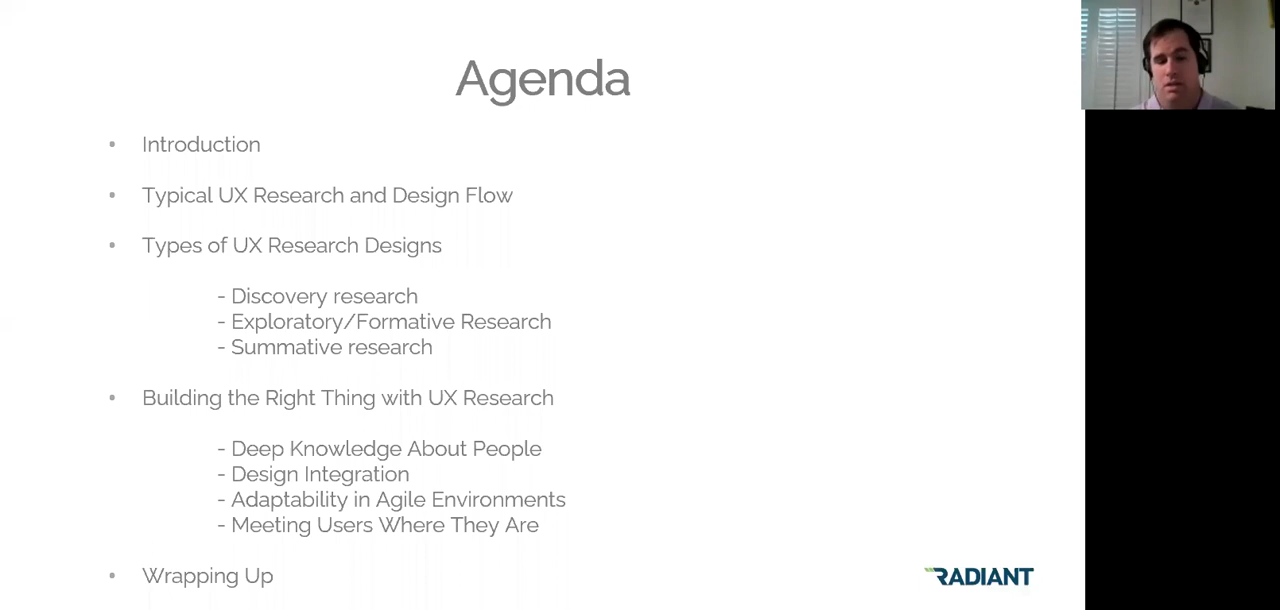 Agenda
• Introduction
• Typical UX Research and Design Flow
• Types of UX Research Designs
- Discovery research
- Exploratory/Formative Research
- Summative research
• Building the Right Thing with UX Research
- Deep Knowledge About People
- Design Integration
- Adaptability in Agile Environments
- Meeting Users Where They Are
• Wrapping Up
RADIANT